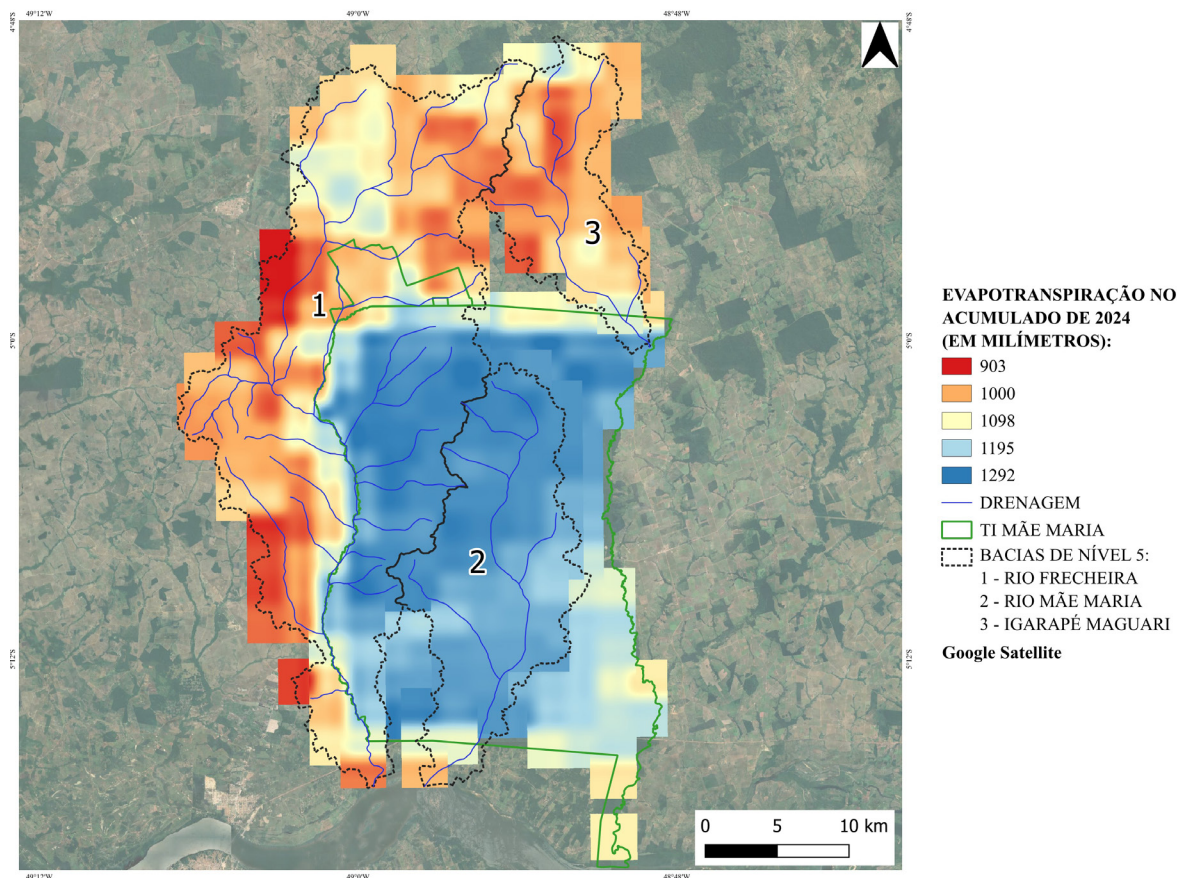 49°12'W
49°0'W
48°48'W
4°48'S
4°48'S
5°6'S
5°6'S
5°12'S
5°12'S
1
2
3
EVAPOTRANSPIRAÇÃO NO
ACUMULADO DE 2024
(EM MILÍMETROS):
903
1000
1098
1195
1292
DRENAGEM
TI MÃE MARIA
BACIAS DE NÍVEL 5:
1 - RIO FRECHEIRA
2 - RIO MÃE MARIA
3 - IGARAPÉ MAGUARI
Google Satellite
0 5 10 km
49°12'W
49°0'W
48°48'W